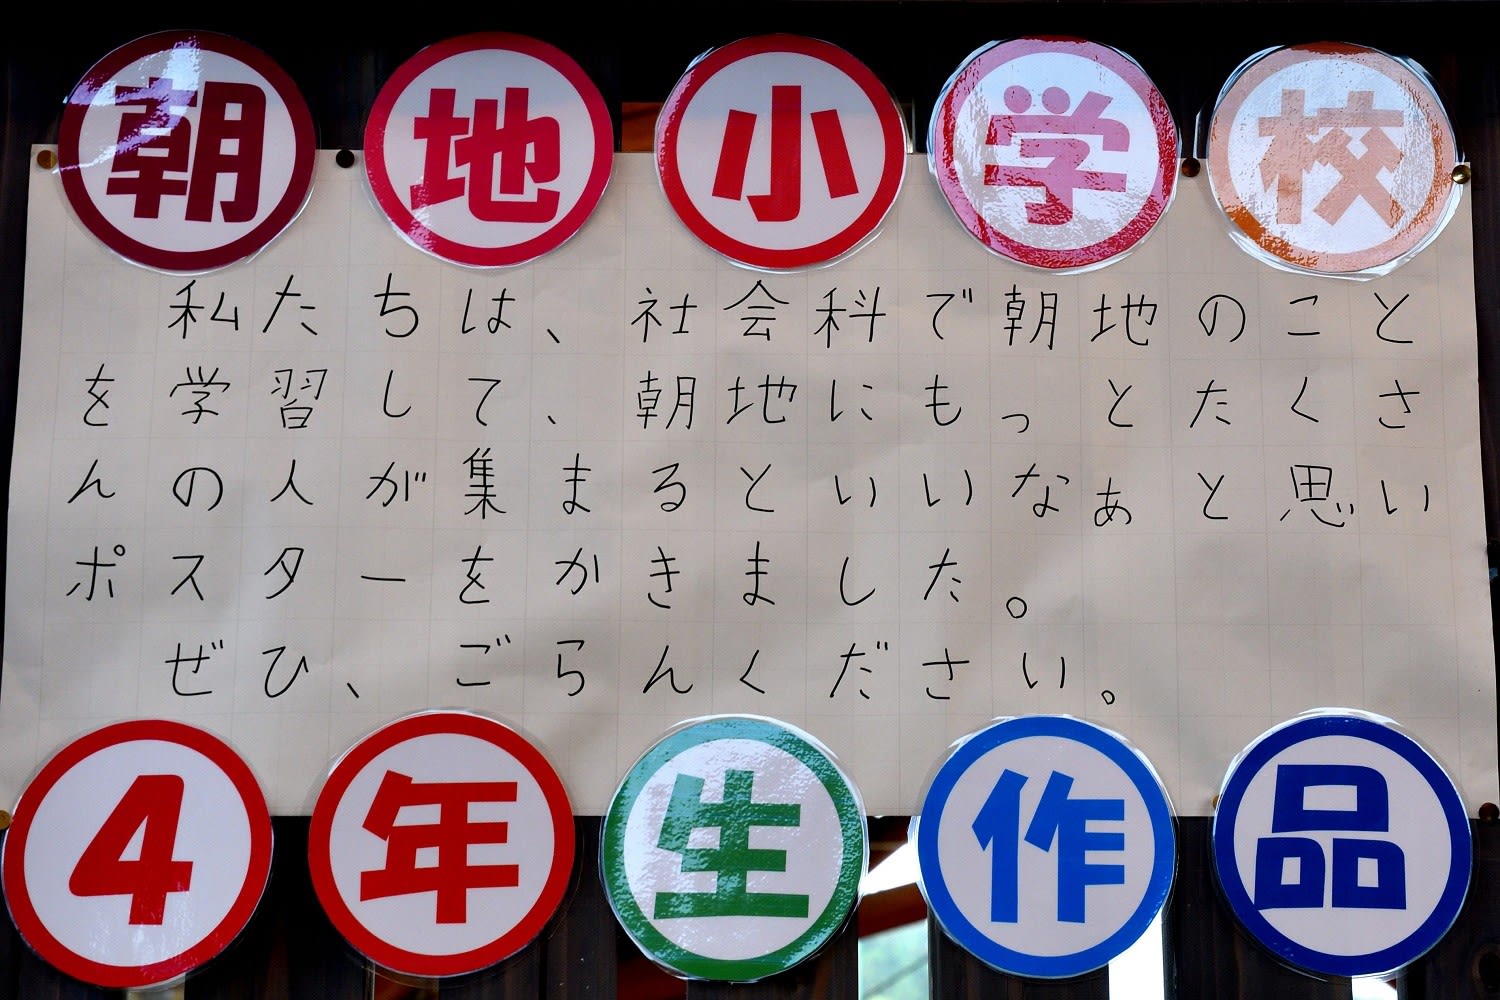 朝地小学校
私たちは、社会科で朝地のこと
を学習して、朝地にもっとたくさ
んの人が集まるといいなぁと思い
ポスターをかきました。
ぜひ、ごらんください。
4年生作品